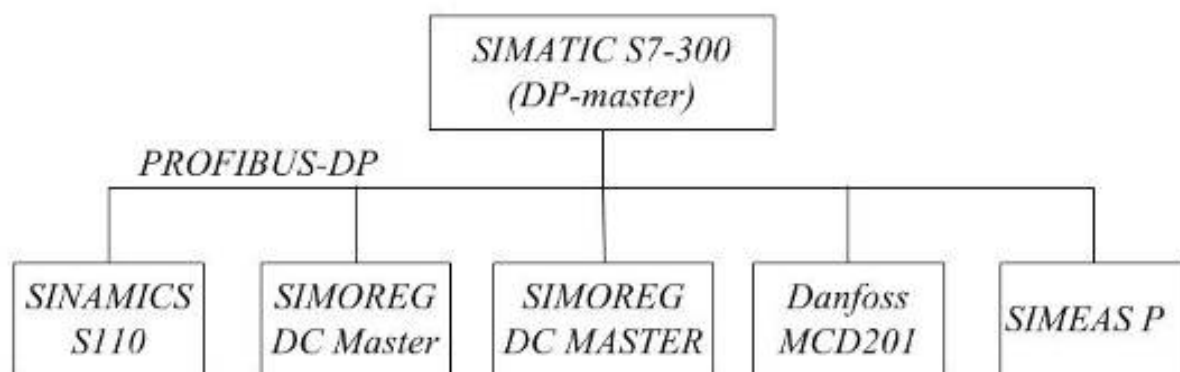 SIMATIC S7-300
(DP-master)
PROFIBUS-DP
SINAMICS
S110
SIMOREG
DC Master
SIMOREG
DC MASTER
Danfoss
MCD201
SIMEAS P